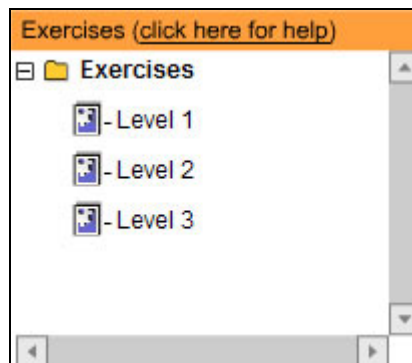 Exercises (click here for help)
Exercises
- Level 1
- Level 2
- Level 3